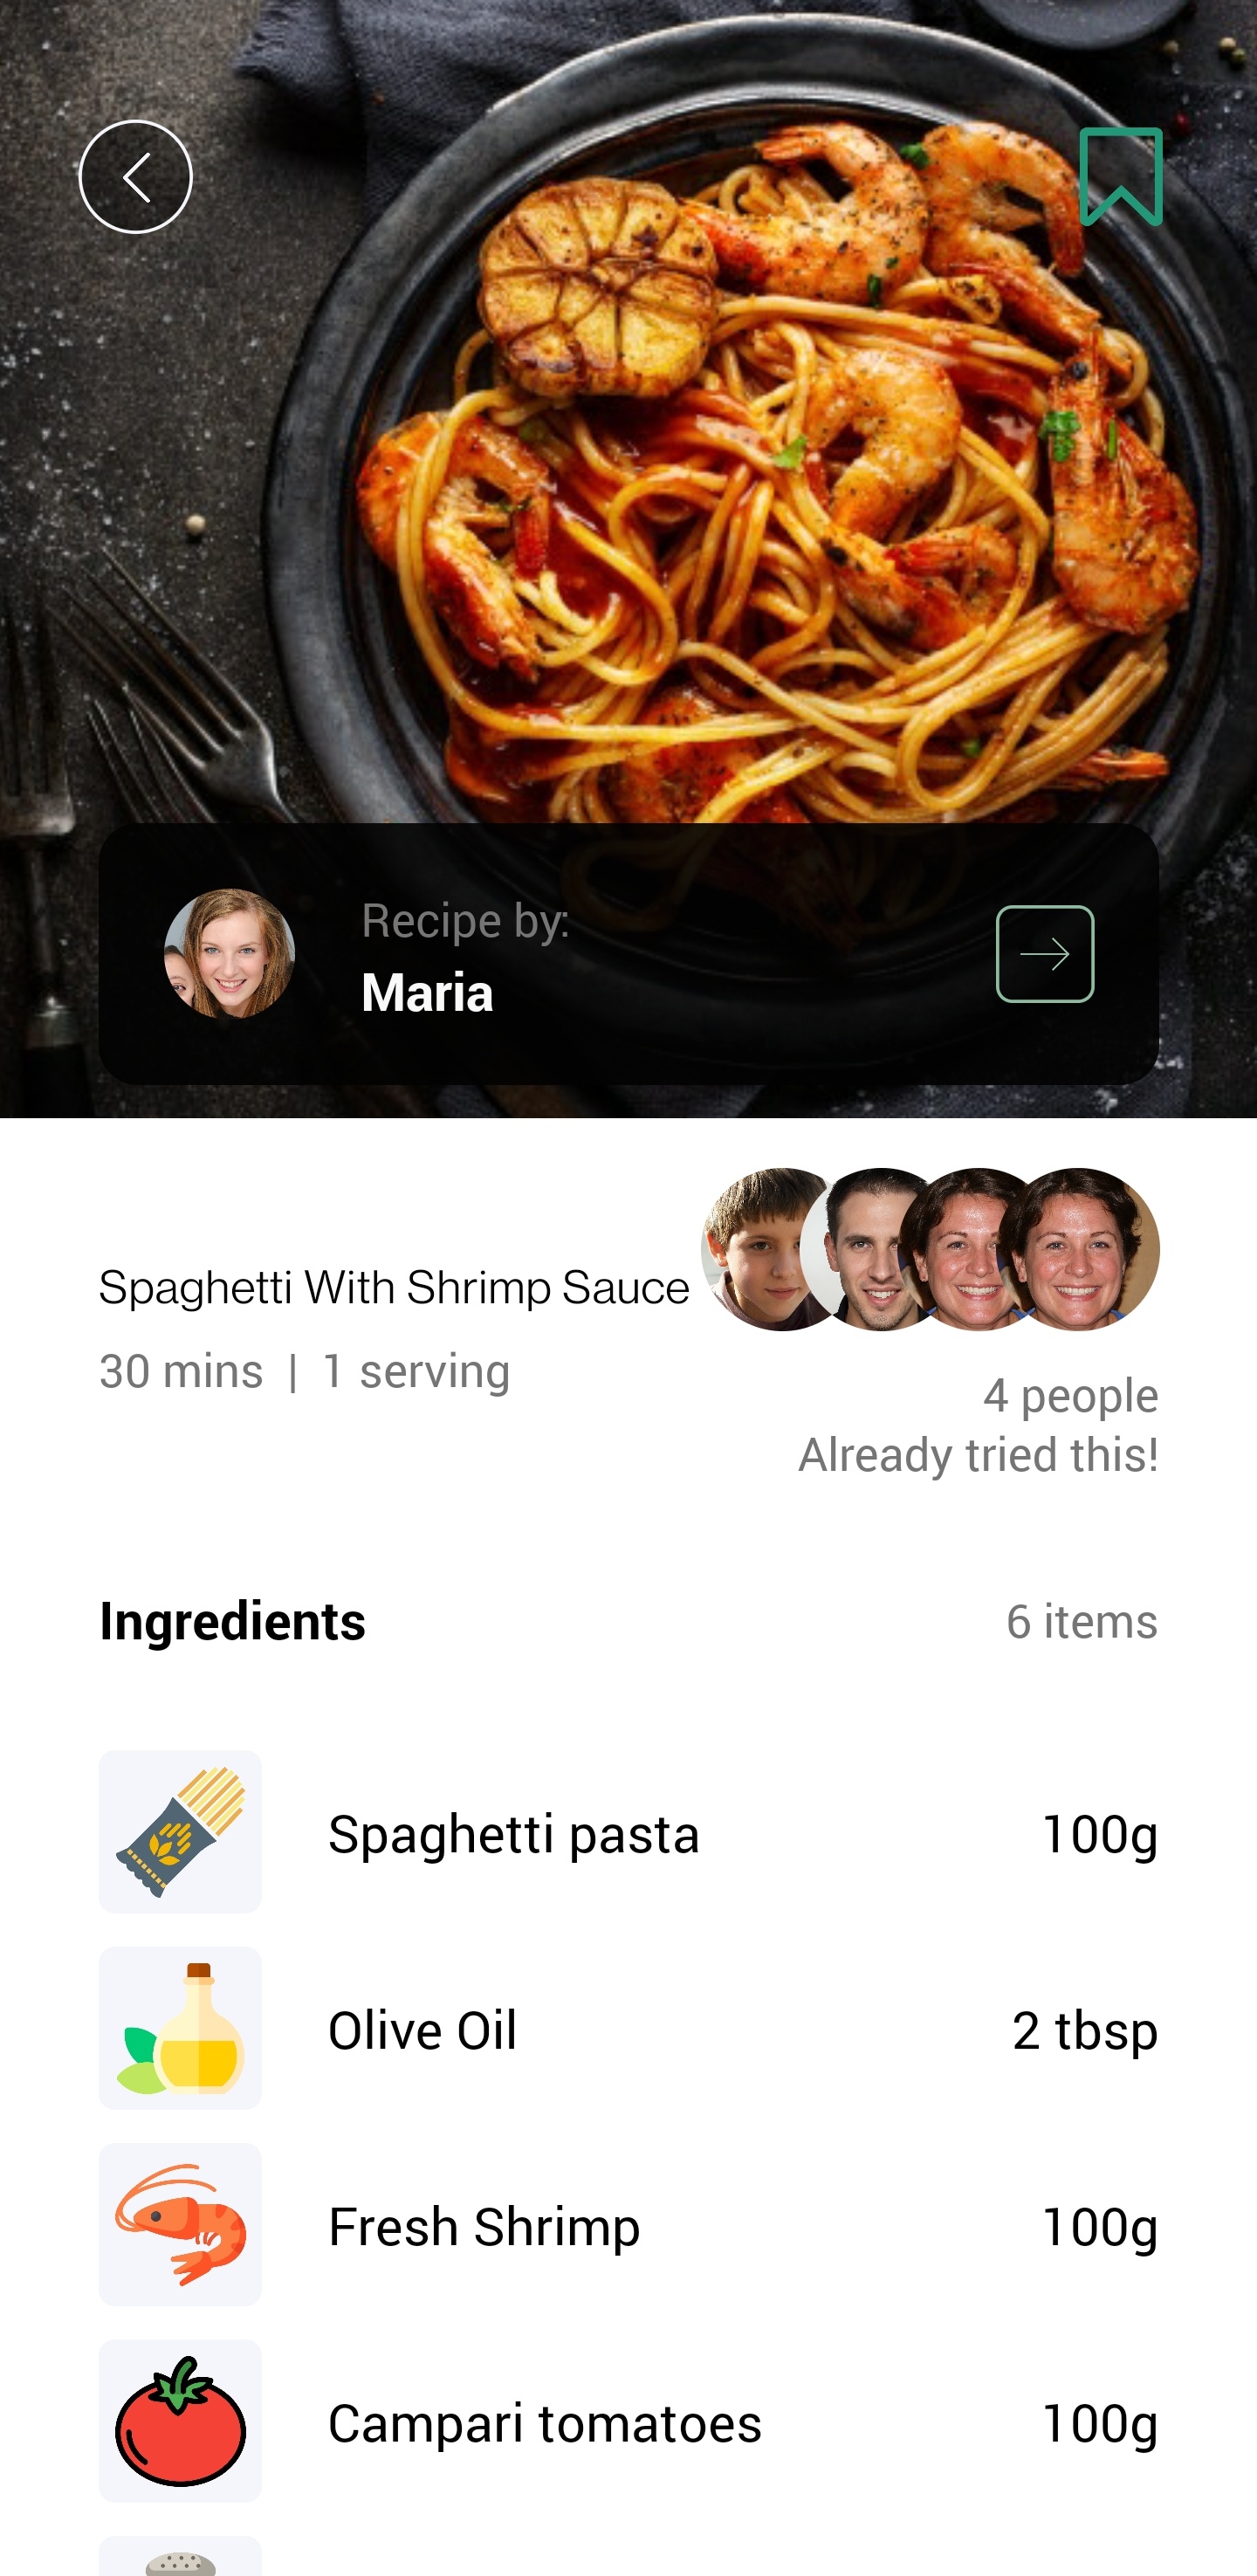 Recipe by:
Maria
Spaghetti With Shrimp Sauce
30 mins | 1 serving
4 people
Already tried this!
Ingredients
6 items
Spaghetti pasta
100g
Olive Oil
2 tbsp
Fresh Shrimp
100g
Campari tomatoes
100g